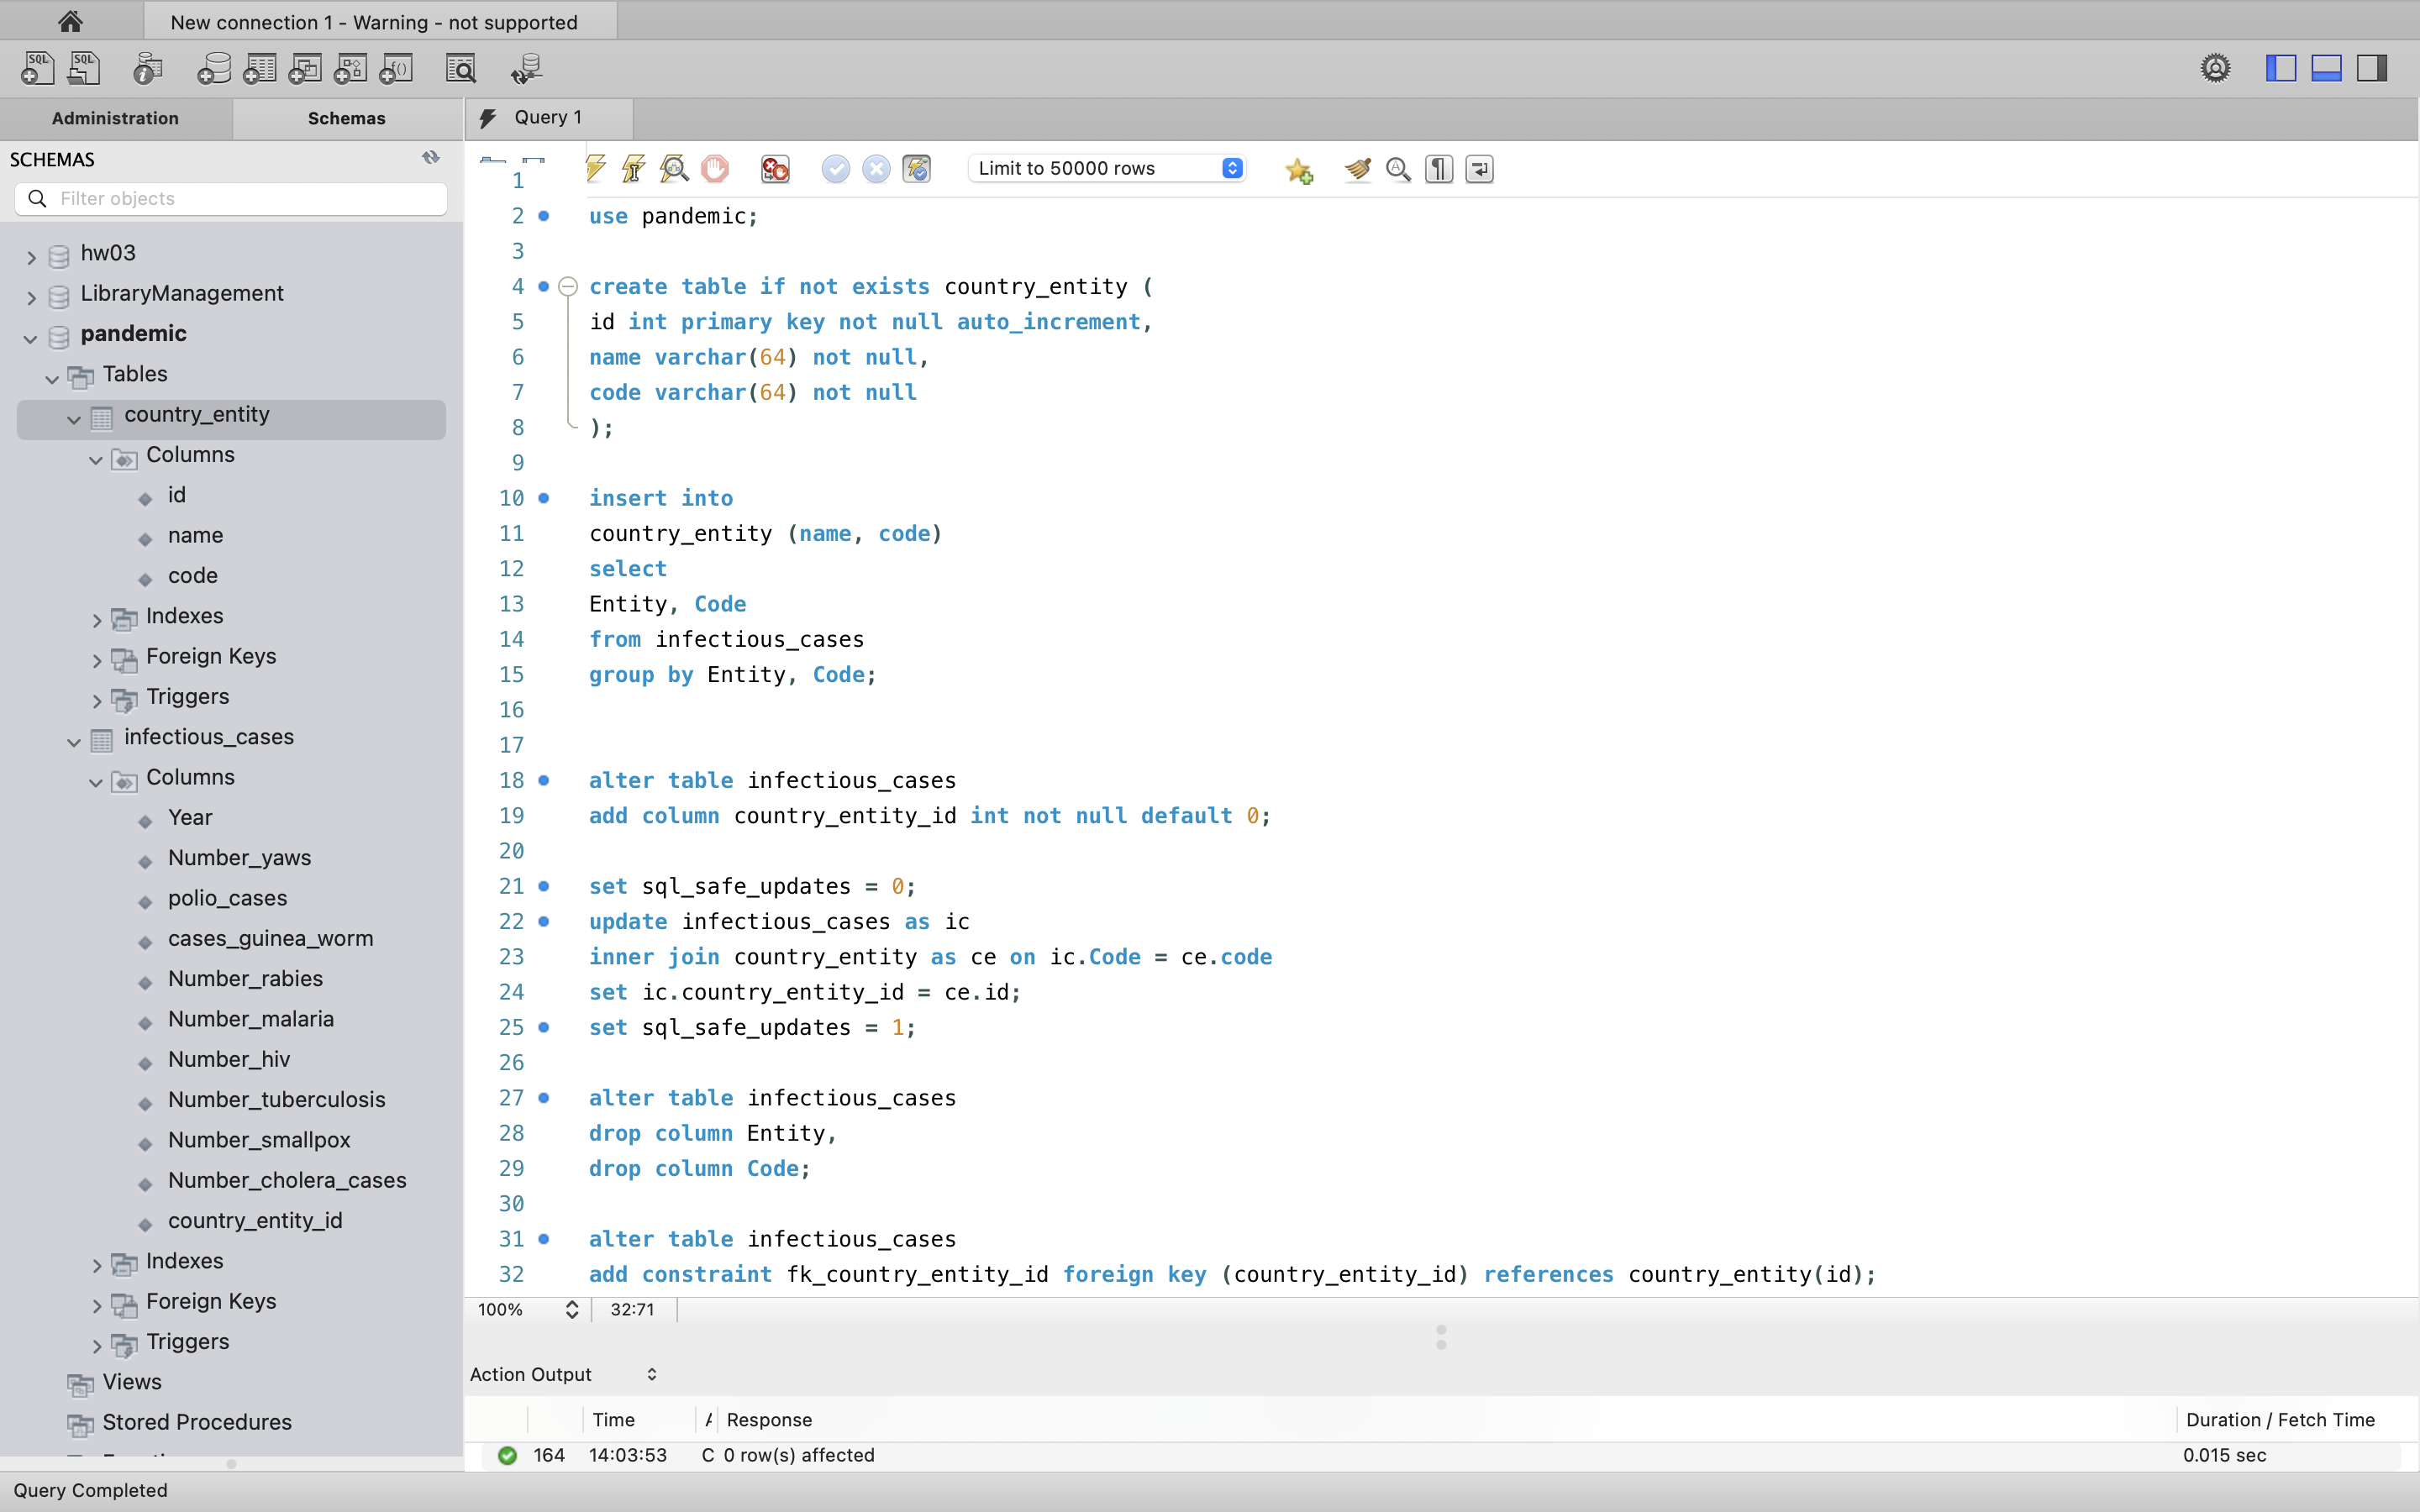 New connection 1 - Warning - not supported
SQL
SQL
Administration
Schemas
Query 1
SCHEMAS
Filter objects
hw03
LibraryManagement
pandemic
Tables
country_entity
Columns
id
name
code
Indexes
Foreign Keys
Triggers
infectious_cases
Columns
Year
Number_yaws
polio_cases
cases_guinea_worm
Number_rabies
Number_malaria
Number_hiv
Number_tuberculosis
Number_smallpox
Number_cholera_cases
country_entity_id
Indexes
Foreign Keys
Triggers
Views
Stored Procedures
Limit to 50000 rows
1
2 use pandemic;
3
4 create table if not exists country_entity (
5 id int primary key not null auto_increment,
6 name varchar(64) not null,
7 code varchar(64) not null
8 );
9
10 insert into
11 country_entity (name, code)
12 select
13 Entity, Code
14 from infectious_cases
15 group by Entity, Code;
16
17
18 alter table infectious_cases
19 add column country_entity_id int not null default 0;
20
21 set sql_safe_updates = 0;
22 update infectious_cases as ic
23 inner join country_entity as ce on ic.Code = ce.code
24 set ic.country_entity_id = ce.id;
25 set sql_safe_updates = 1;
26
27 alter table infectious_cases
28 drop column Entity,
29 drop column Code;
30
31 alter table infectious_cases
32 add constraint fk_country_entity_id foreign key (country_entity_id) references country_entity(id);
100% 32:71
Action Output
Time Response Duration / Fetch Time
164 14:03:53 C 0 row(s) affected 0.015 sec
Query Completed